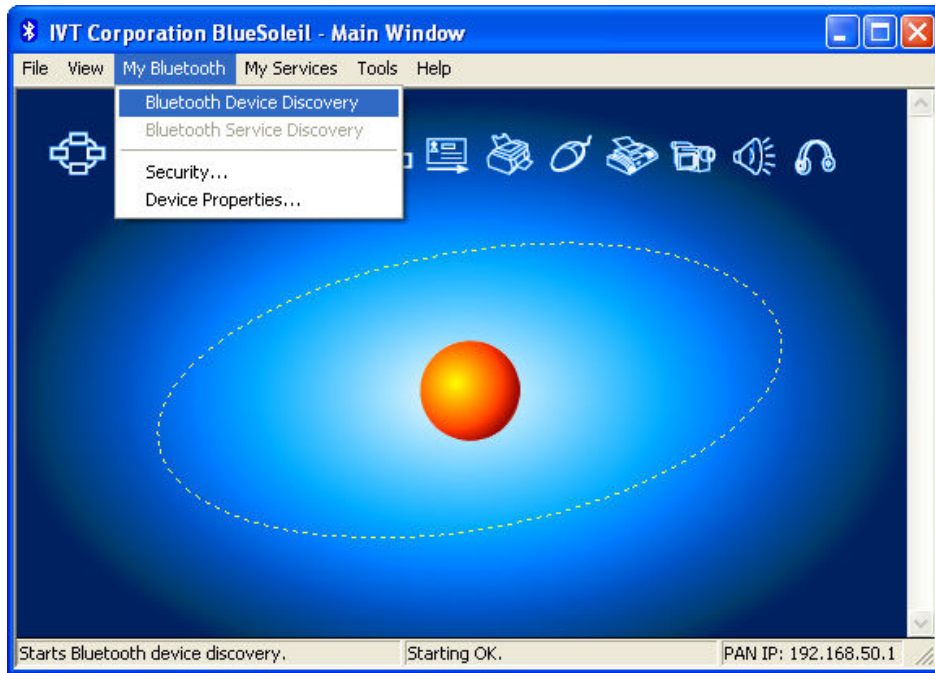 IVT Corporation BlueSoleil - Main Window
File View My Bluetooth My Services Tools Help
Bluetooth Device Discovery
Bluetooth Service Discovery
Security...
Device Properties...
Starts Bluetooth device discovery. Starting OK. PAN IP: 192.168.50.1